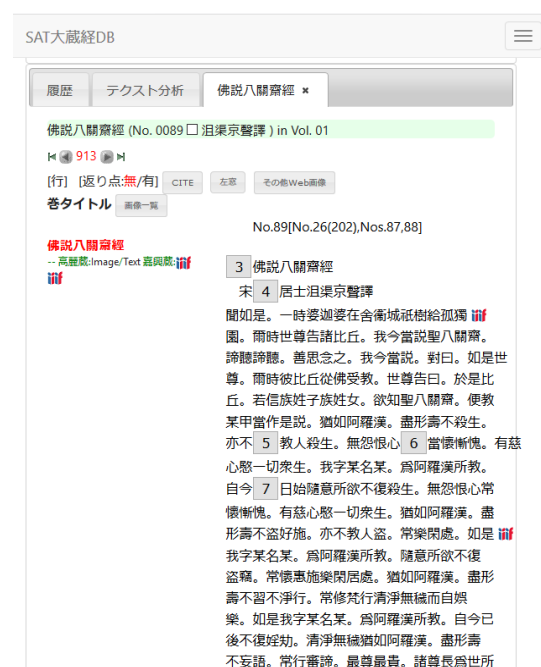 SAT大蔵経DB
履歴 テクスト分析 佛説八關齋經 ×
佛説八關齋經 (No. 0089 □ 沮渠京聲譯 ) in Vol. 01
913
[行] [返り点:無/有] CITE 左窓 その他Web画像
巻タイトル 画像一覧
No.89[No.26(202),Nos.87,88]
佛説八關齋經
-- 高麗蔵:Image/Text 嘉興蔵:iiif
iiif
3 佛説八關齋經
宋 4 居士沮渠京聲譯
聞如是。一時婆迦婆在舍衞城祇樹給孤獨 iiif
園。爾時世尊告諸比丘。我今當説聖八關齋。
諦聽諦聽。善思念之。我今當説。對曰。如是世
尊。爾時彼比丘從佛受教。世尊告曰。於是比
丘。若信族姓子族姓女。欲知聖八關齋。便教
某甲當作是説。猶如阿羅漢。盡形壽不殺生。
亦不 5 教人殺生。無怨恨心 6 當懷慚愧。有慈
心愍一切衆生。我字某名某。爲阿羅漢所教。
自今 7 日始隨意所欲不復殺生。無怨恨心常
懷慚愧。有慈心愍一切衆生。猶如阿羅漢。盡
形壽不盜好施。亦不教人盜。常樂閑處。如是 iiif
我字某名某。爲阿羅漢所教。隨意所欲不復
盜竊。常懷惠施樂閑居處。猶如阿羅漢。盡形
壽不習不淨行。常修梵行清淨無穢而自娯
樂。如是我字某名某。爲阿羅漢所教。自今已
後不復婬劮。清淨無穢猶如阿羅漢。盡形壽
不妄語。常行審諦。最尊最貴。諸尊長爲世所